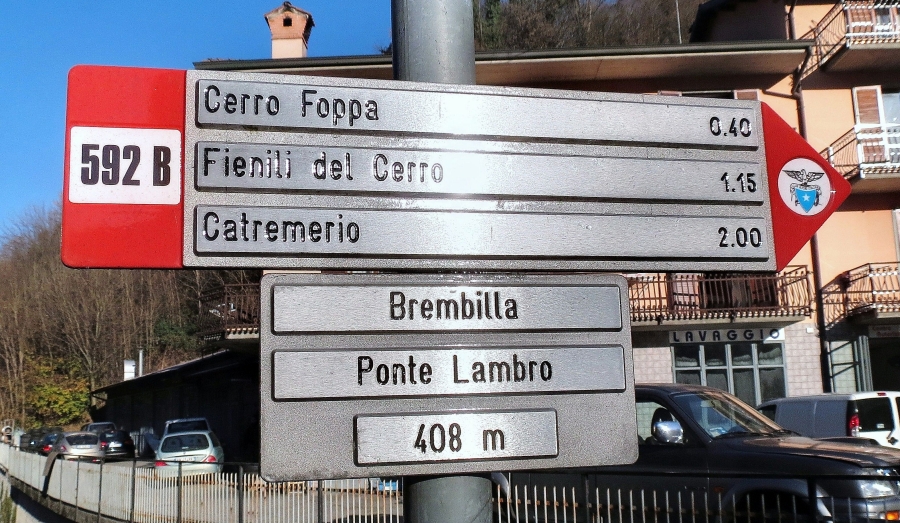 592 B
Cerro Foppa 0.40
Fienili del Cerro 1.15
Catremerio 2.00
Brembilla
Ponte Lambro
408 m
LAVAGGIO